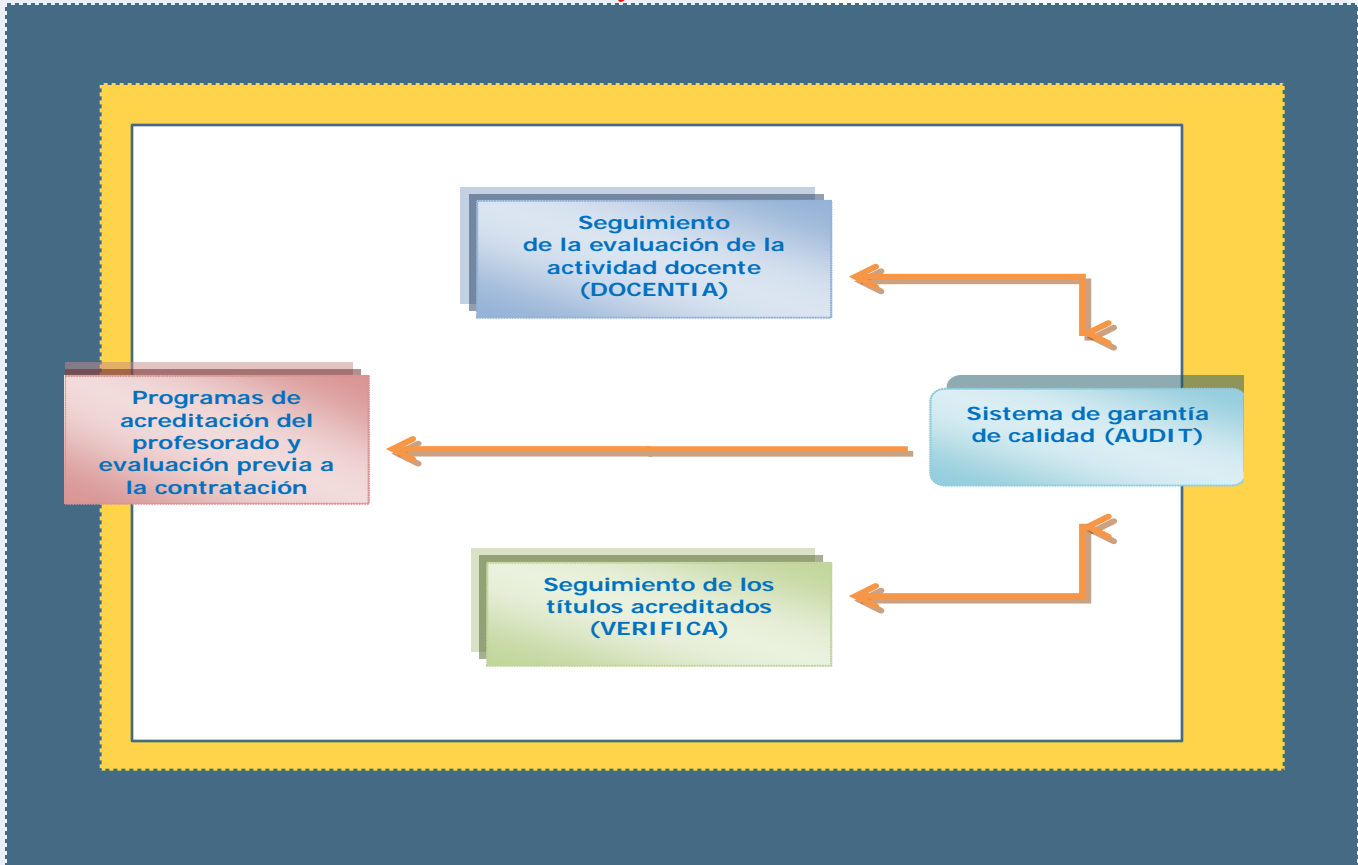 Seguimiento
de la evaluación de la
actividad docente
(DOCENTIA)
Programas de
acreditación del
profesorado y
evaluación previa a
la contratación
Sistema de garantía
de calidad (AUDIT)
Seguimiento de los
títulos acreditados
(VERIFICA)